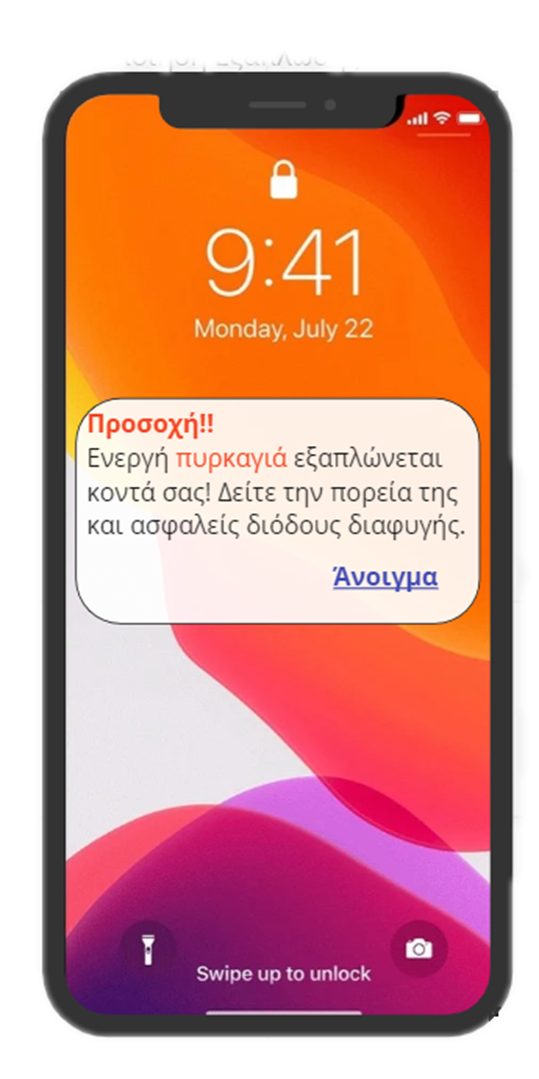 9:41
Monday, July 22
Προσοχή!!
Ενεργή πυρκαγιά εξαπλώνεται
κοντά σας! Δείτε την πορεία της
και ασφαλείς διόδους διαφυγής.
Άνοιγμα
Swipe up to unlock